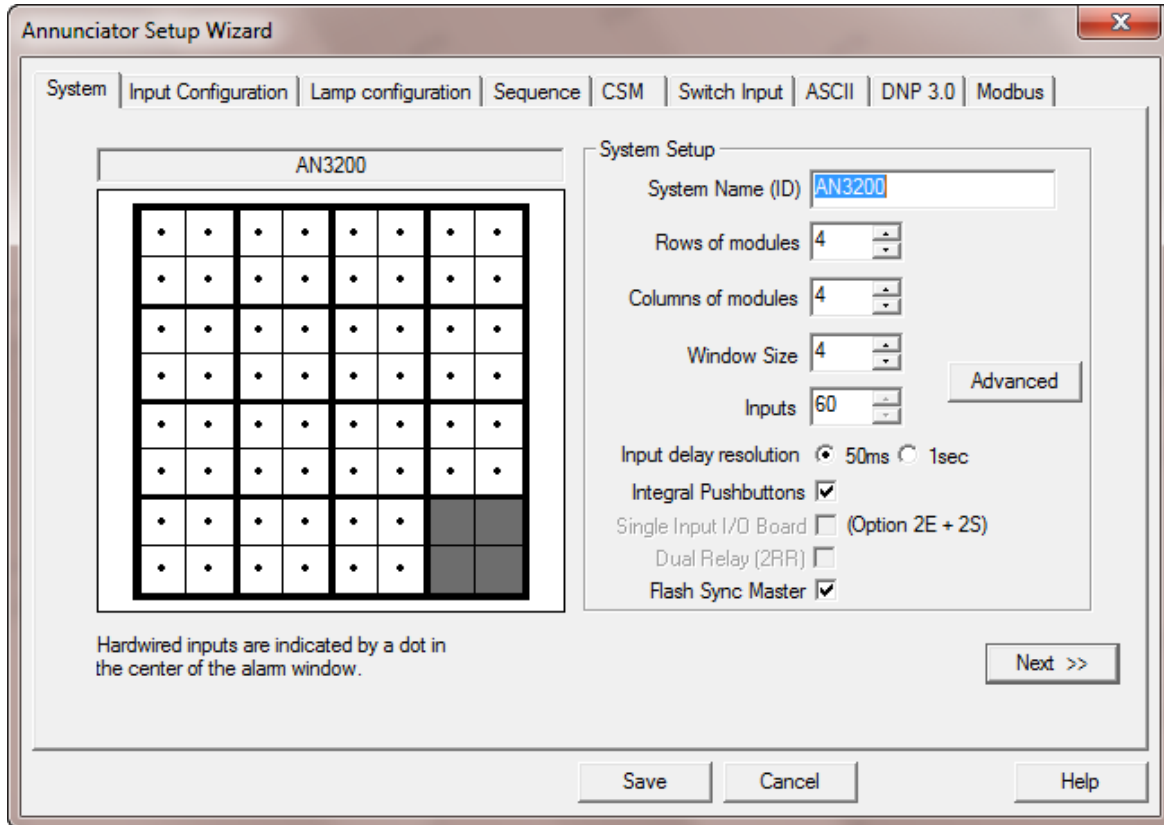 Annunciator Setup Wizard
System Input Configuration Lamp configuration Sequence CSM Switch Input ASCII DNP 3.0 Modbus
AN3200
System Setup
System Name (ID) AN3200
Rows of modules 4
Columns of modules 4
Window Size 4
Advanced
Inputs 60
Input delay resolution 50ms 1sec
Integral Pushbuttons
Single Input I/O Board (Option 2E + 2S)
Dual Relay (2RR)
Flash Sync Master
Hardwired inputs are indicated by a dot in
the center of the alarm window.
Next >>
Save Cancel Help